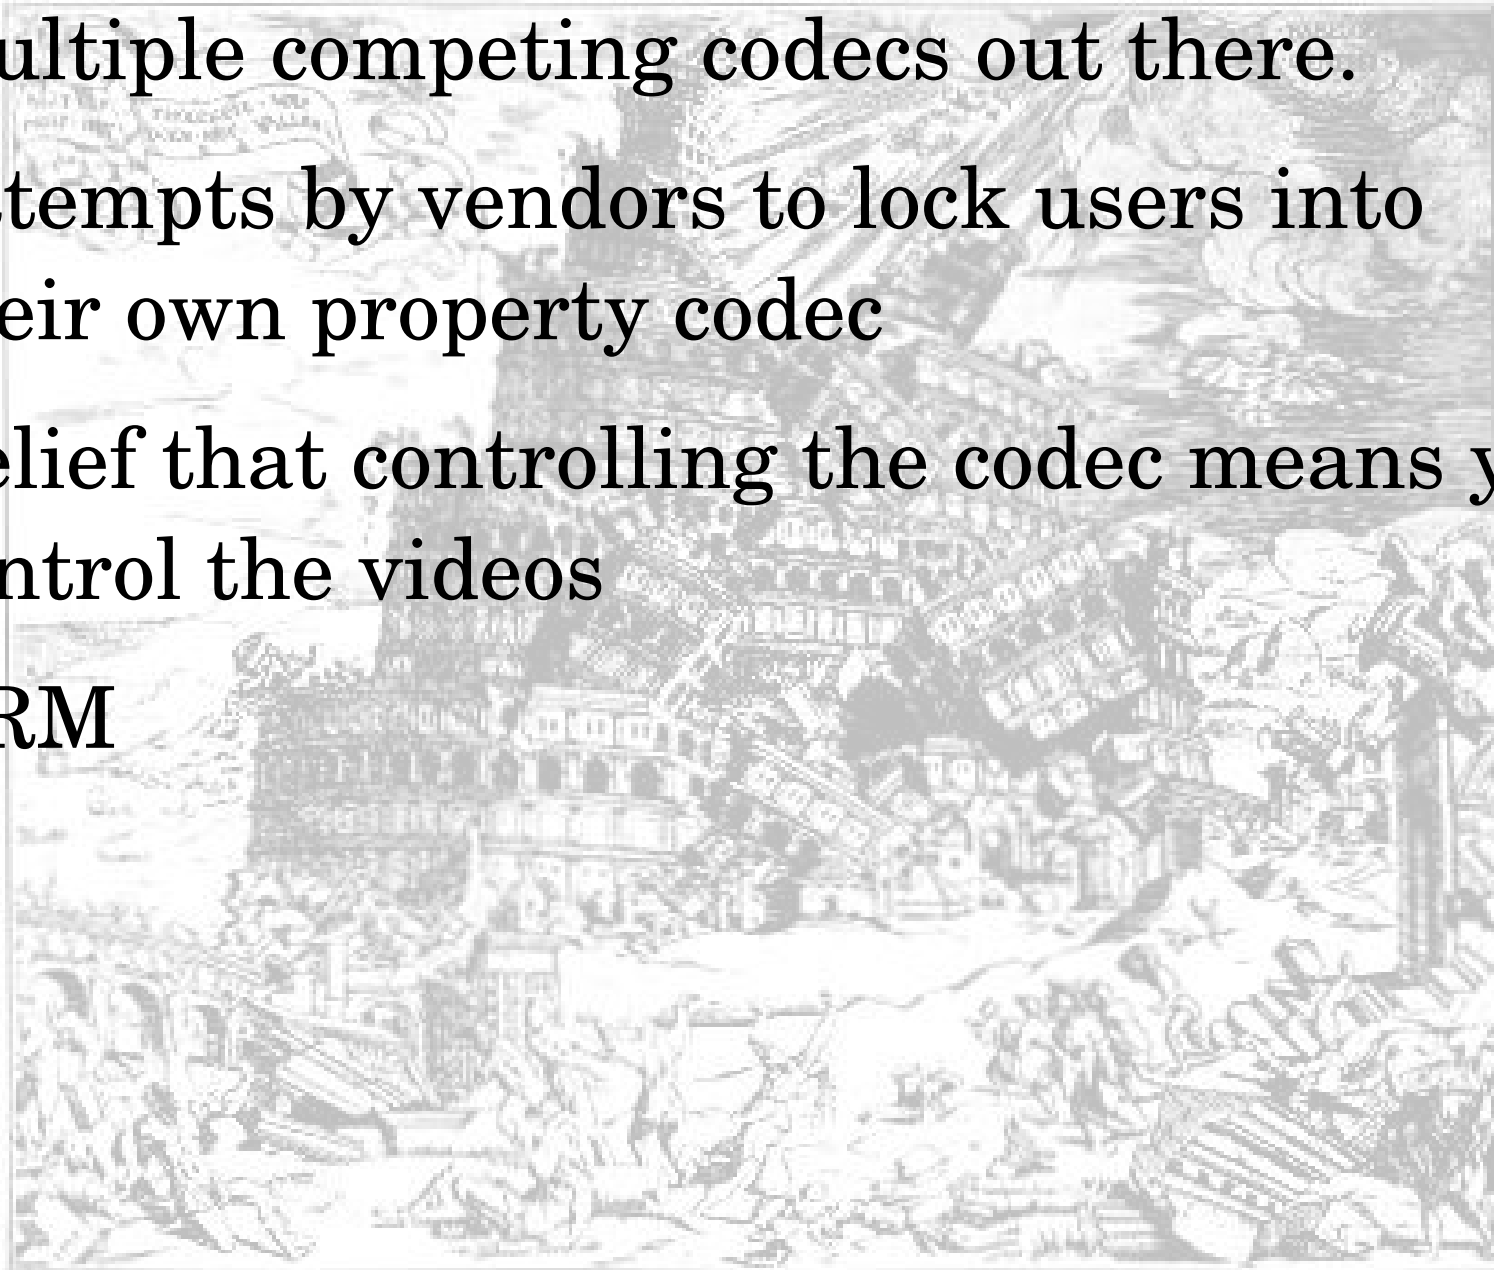 ultiple competing codecs out there.
ttempts by vendors to lock users into
eir own property codec
elief that controlling the codec means y
ntrol the videos
RM